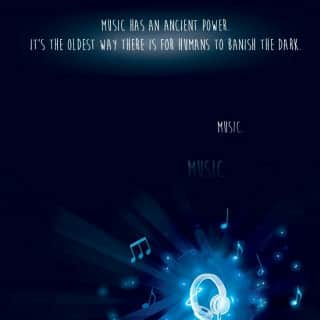 MUSIC HAS AN ANCIENT POWER.
IT'S THE OLDEST WAY THERE IS FOR HUMANS TO BANISH THE DARK.
MUSIC.
MUSIC